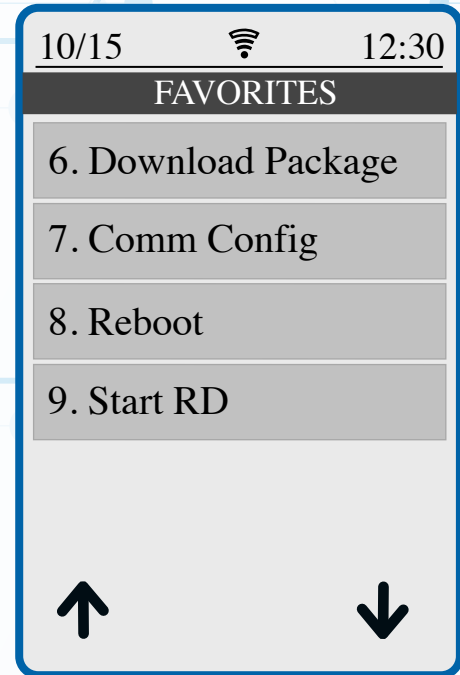 10/15 12:30
FAVORITES
6. Download Package
7. Comm Config
8. Reboot
9. Start RD